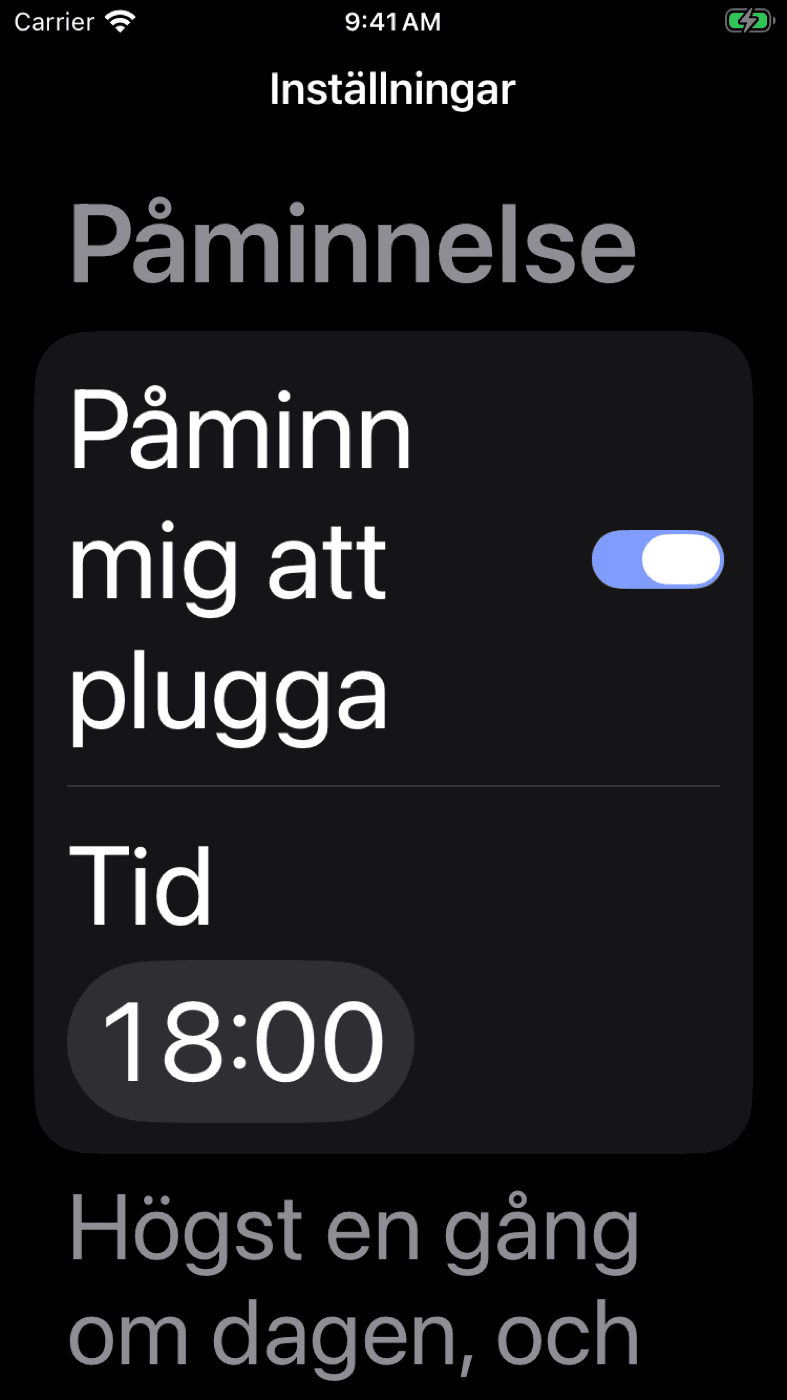 Carrier 9:41 AM
Inställningar
Påminnelse
Påminn
mig att
plugga
Tid
18:00
Högst en gång
om dagen, och